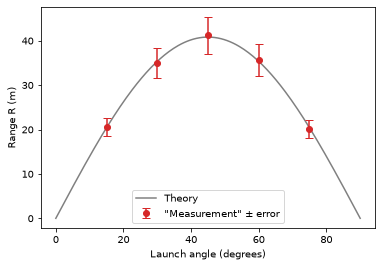 40
30
20
10
0
Range R (m)
Theory
"Measurement" ± error
0 20 40 60 80
Launch angle (degrees)